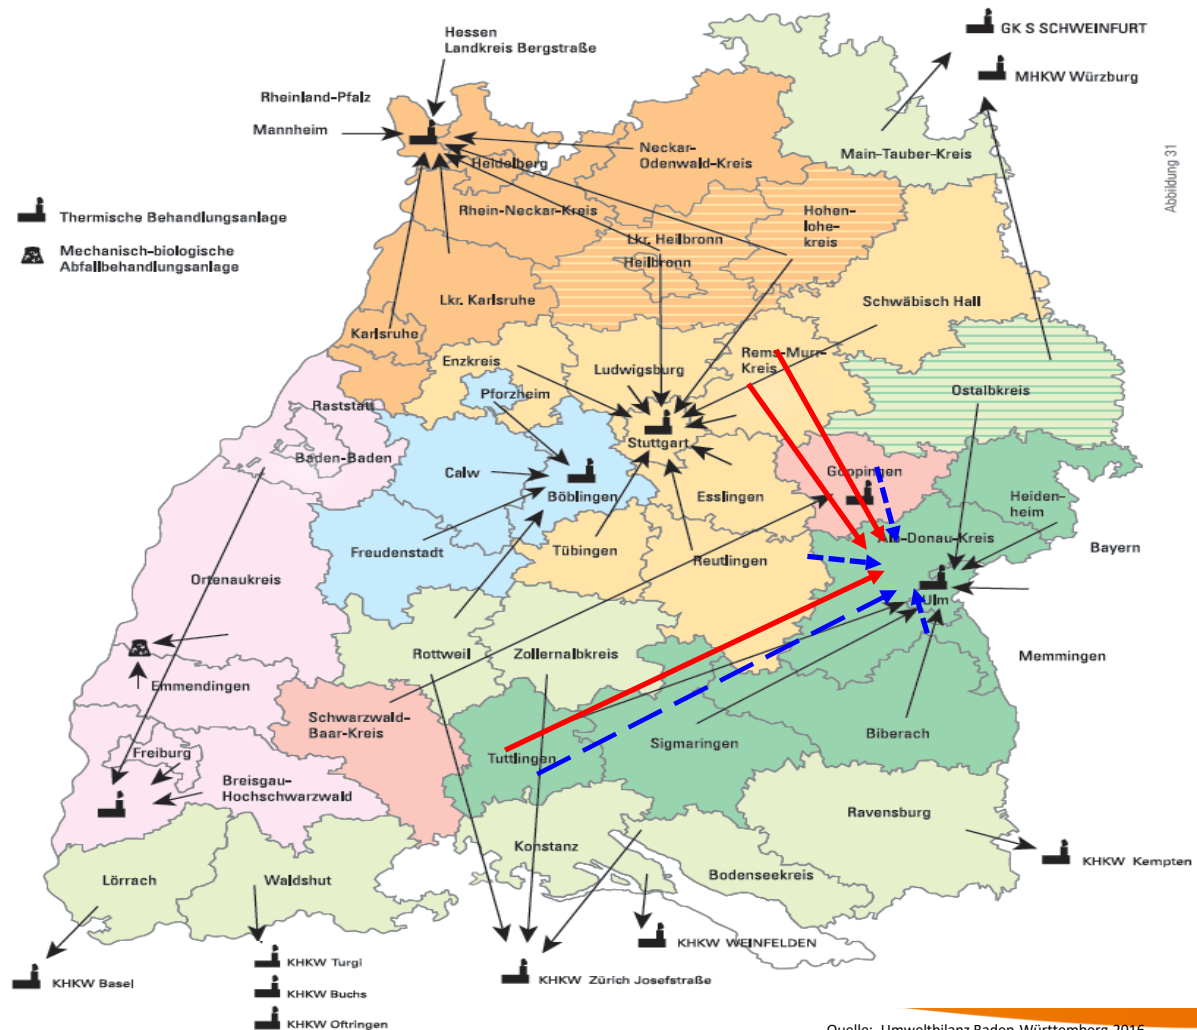 Hessen
Landkreis Bergstraße
GK S SCHWEINFURT
MHKW Würzburg
Rheinland-Pfalz
Mannheim
Heidelberg
Neckar-
Odenwald-Kreis
Main-Tauber-Kreis
Abbildung 31
Thermische Behandlungsanlage
Mechanisch-biologische
Abfallbehandlungsanlage
Rhein-Neckar-Kreis
Hohen-
lohe-
kreis
Lkr. Heilbronn
Heilbronn
Lkr. Karlsruhe
Schwäbisch Hall
Karlsruhe
Enzkreis
Ludwigsburg
Rems-Murr-
Kreis
Pforzheim
Ostalbkreis
Raststatt
Stuttgart
Baden-Baden
Calw
Göppingen
Böblingen
Esslingen
Heiden-
heim
Freudenstadt
Tübingen
Reutlingen
Alb-Donau-Kreis
Bayern
Ortenaukreis
Ulm
Rottweil
Zollernalbkreis
Memmingen
Emmendingen
Schwarzwald-
Baar-Kreis
Tuttlingen
Sigmaringen
Biberach
Freiburg
Breisgau-
Hochschwarzwald
Ravensburg
Konstanz
KHKW Kempten
Lörrach
Waldshut
Bodenseekreis
KHKW WEINFELDEN
KHKW Basel
KHKW Turgi
KHKW Zürich Josefstraße
KHKW Buchs
KHKW Oftringen
Quelle: Umweltbilanz Baden-Württemberg 2016